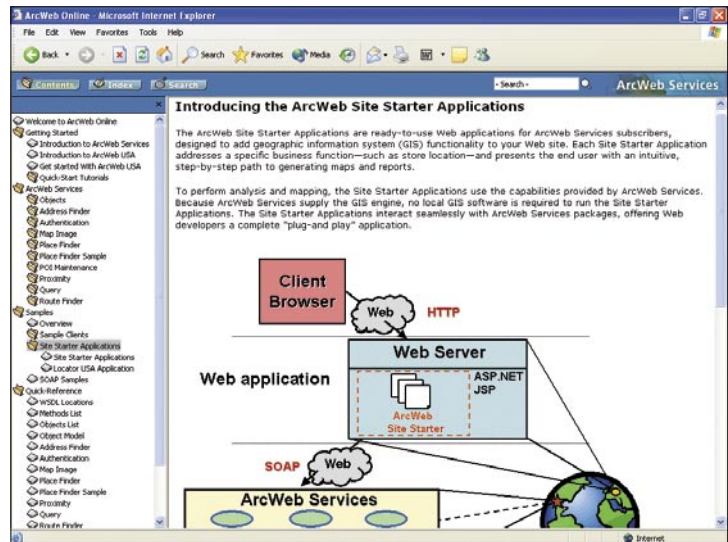 ArcWeb Online - Microsoft Internet Explorer
File Edit View Favorites Tools Help
Back Search Favorites Media
Contents Index Search - Search - ArcWeb Services
Welcome to ArcWeb Online
Getting Started
Introduction to ArcWeb Services
Introduction to ArcWeb USA
Get started with ArcWeb USA
Quick-Start Tutorials
ArcWeb Services
Objects
Address Finder
Authentication
Map Image
Place Finder
Place Finder Sample
POI Maintenance
Proximity
Query
Route Finder
Samples
Overview
Sample Clients
Site Starter Applications
Site Starter Applications
Locator USA Application
SOAP Samples
Quick-Reference
WSDL Locations
Methods List
Objects List
Object Model
Address Finder
Authentication
Map Image
Place Finder
Place Finder Sample
Proximity
Query
Route Finder
Introducing the ArcWeb Site Starter Applications
The ArcWeb Site Starter Applications are ready-to-use Web applications for ArcWeb Services subscribers,
designed to add geographic information system (GIS) functionality to your Web site. Each Site Starter Application
addresses a specific business function—such as store location—and presents the end user with an intuitive,
step-by-step path to generating maps and reports.
To perform analysis and mapping, the Site Starter Applications use the capabilities provided by ArcWeb Services.
Because ArcWeb Services supply the GIS engine, no local GIS software is required to run the Site Starter
Applications. The Site Starter Applications interact seamlessly with ArcWeb Services packages, offering Web
developers a complete "plug-and play" application.
Client
Browser
Web
HTTP
Web Server
Web application
ASP.NET
JSP
ArcWeb
Site Starter
SOAP
Web
ArcWeb Services
Internet